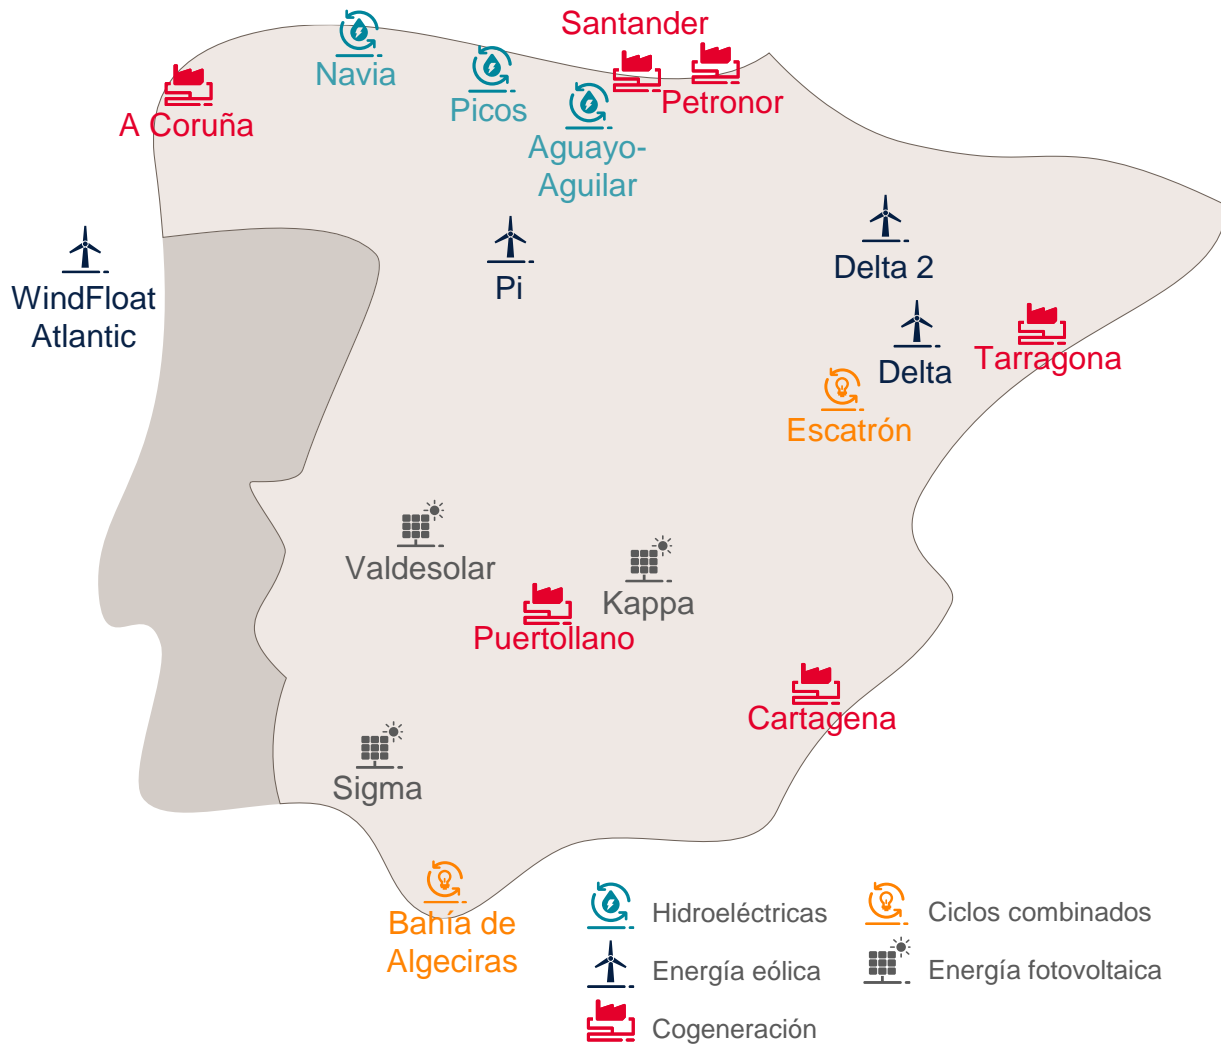 Santander
Navia
Picos
Petronor
A Coruña
Aguayo-
Aguilar
WindFloat
Atlantic
Pi
Delta 2
Delta
Tarragona
Escatrón
Valdesolar
Kappa
Puertollano
Cartagena
Sigma
Bahía de
Algeciras
Hidroeléctricas
Ciclos combinados
Energía eólica
Energía fotovoltaica
Cogeneración